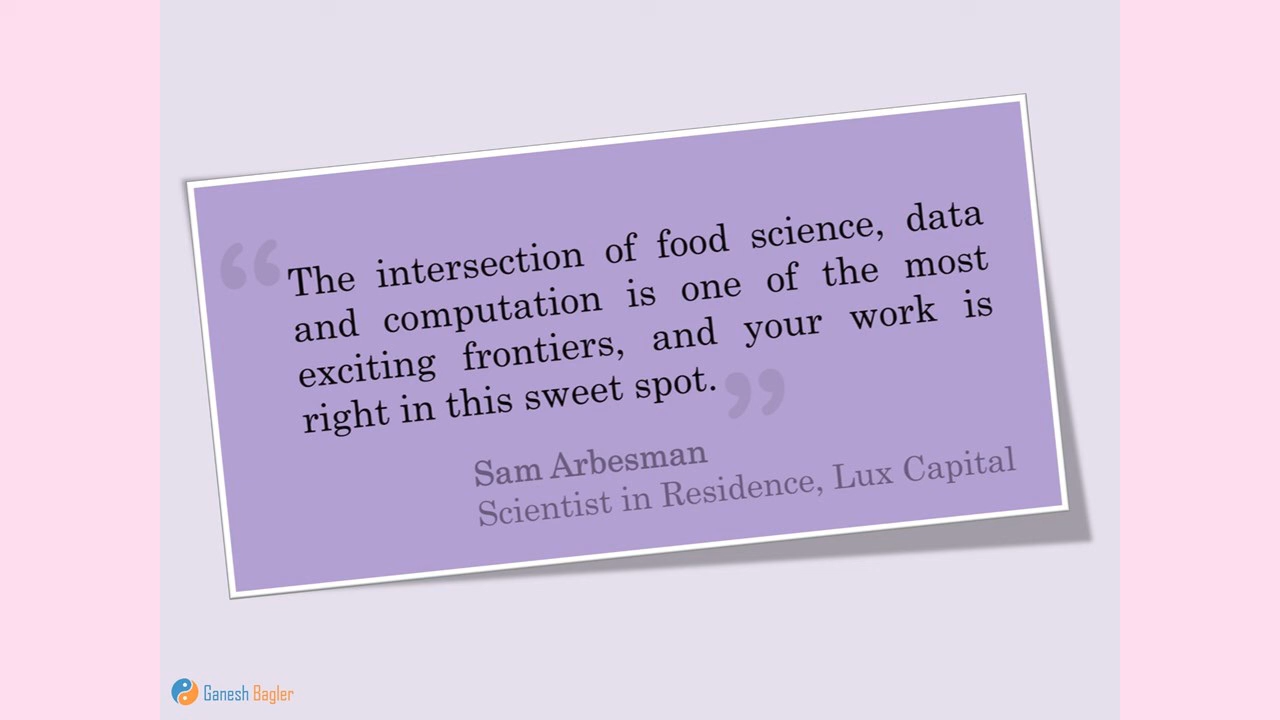 “The intersection of food science, data
and computation is one of the most
exciting frontiers, and your work is
right in this sweet spot.”
Sam Arbesman
Scientist in Residence, Lux Capital
Ganesh Bagler